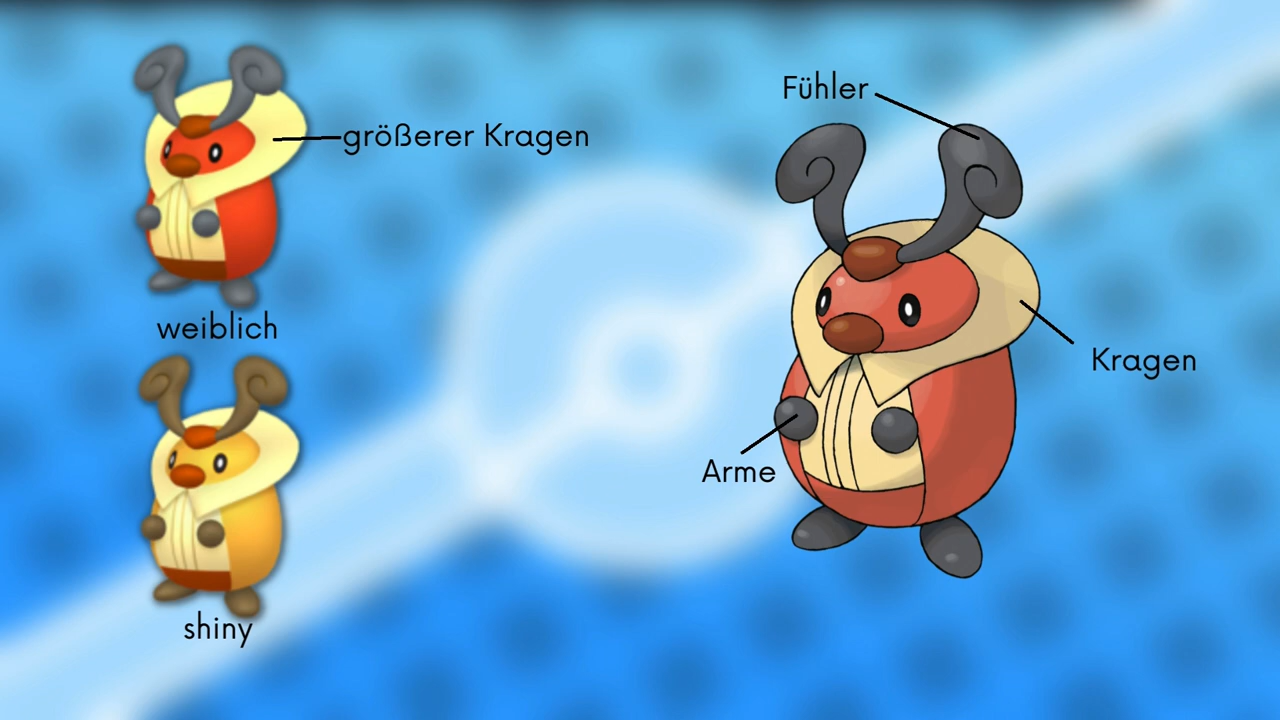 größerer Kragen
weiblich
shiny
Fühler
Kragen
Arme